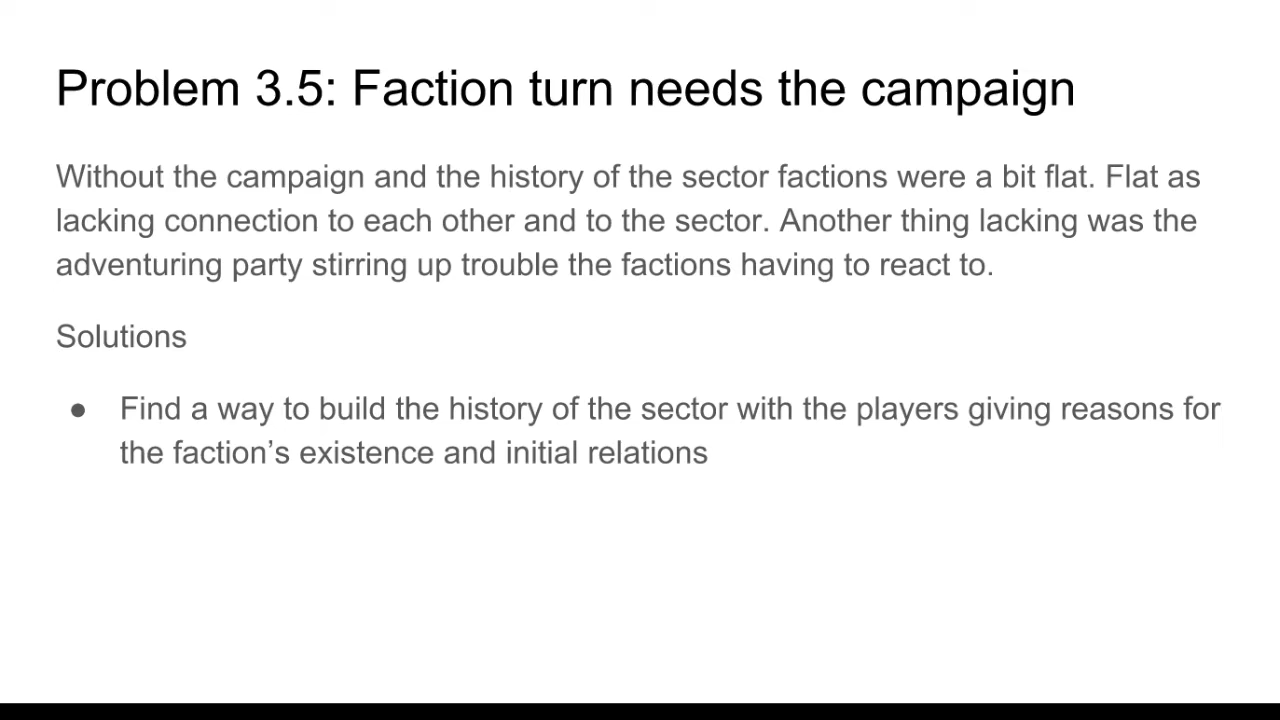 Problem 3.5: Faction turn needs the campaign
Without the campaign and the history of the sector factions were a bit flat. Flat as
lacking connection to each other and to the sector. Another thing lacking was the
adventuring party stirring up trouble the factions having to react to.
Solutions
● Find a way to build the history of the sector with the players giving reasons for
the faction’s existence and initial relations